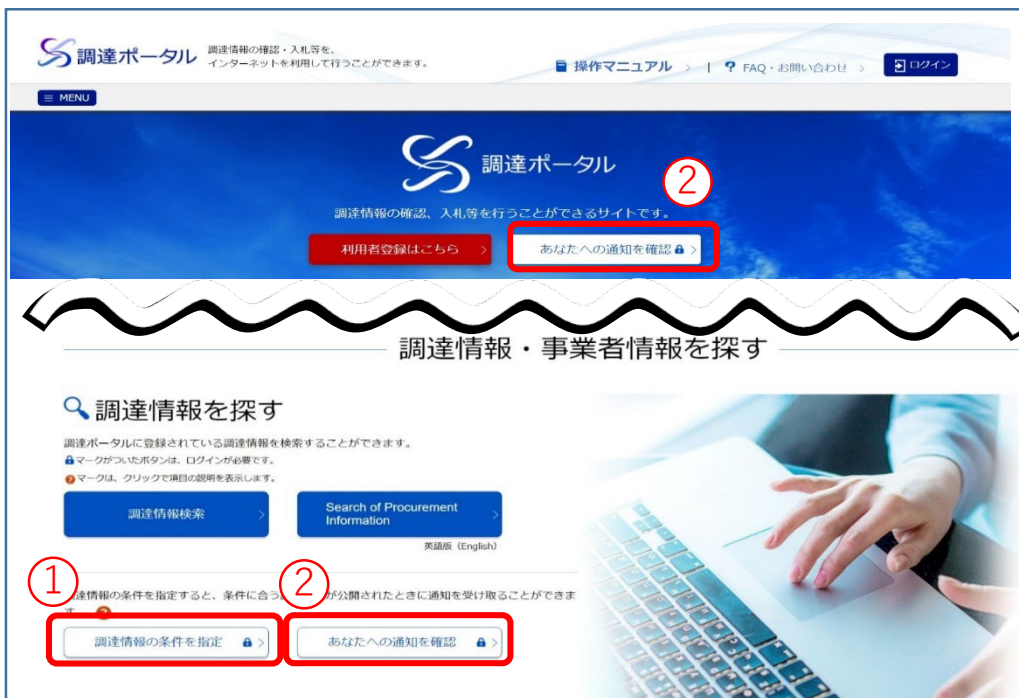 調達ポータル
調達情報の確認・入札等を、
インターネットを利用して行うことができます。
操作マニュアル
? FAQ・お問い合わせ
ログイン
MENU
調達ポータル
②
調達情報の確認、入札等を行うことができるサイトです。
利用者登録はこちら
あなたへの通知を確認
調達情報・事業者情報を探す
調達情報を探す
調達ポータルに登録されている調達情報を検索することができます。
マークがついたボタンは、ログインが必要です。
?マークは、クリックで項目の説明を表示します。
調達情報検索
Search of Procurement
Information
英語版（English）
①
②
達情報の条件を指定すると、条件に合う が公開されたときに通知を受け取ることができま
す。 ?
調達情報の条件を指定
あなたへの通知を確認